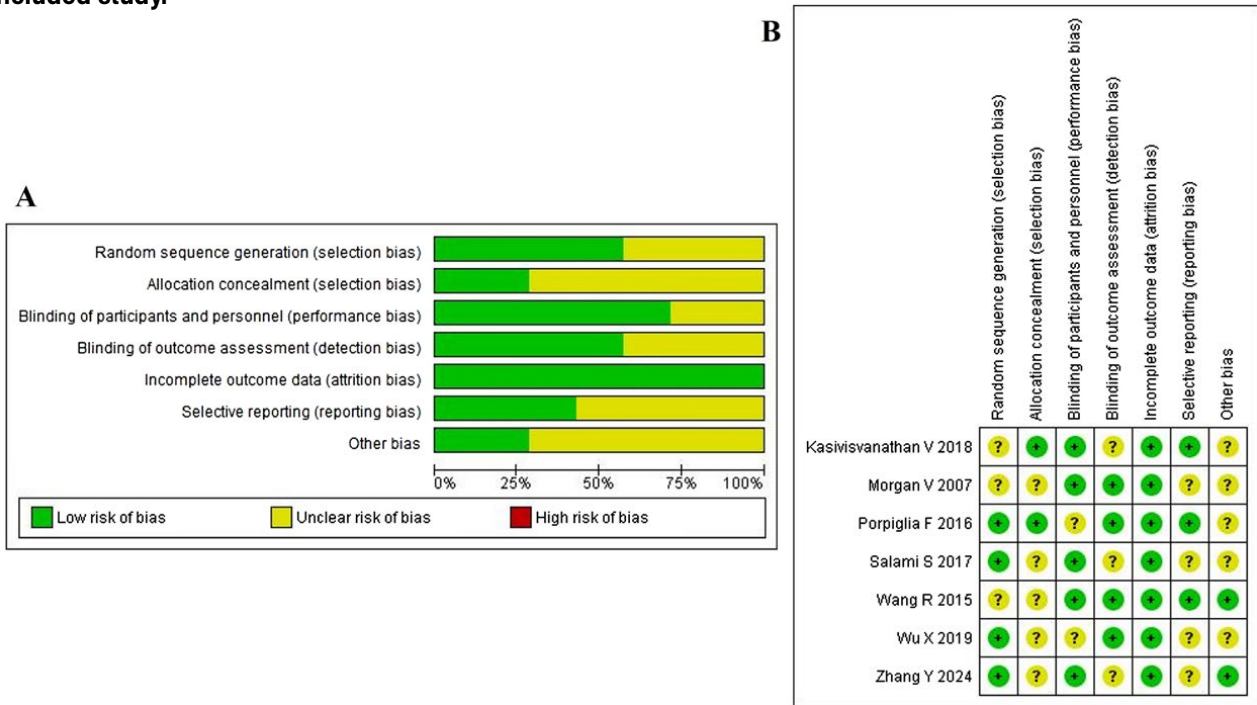 included study.
A
Random sequence generation (selection bias)
Allocation concealment (selection bias)
Blinding of participants and personnel (performance bias)
Blinding of outcome assessment (detection bias)
Incomplete outcome data (attrition bias)
Selective reporting (reporting bias)
Other bias
0% 25% 50% 75% 100%
Low risk of bias Unclear risk of bias High risk of bias
B
Random sequence generation (selection bias)
Allocation concealment (selection bias)
Blinding of participants and personnel (performance bias)
Blinding of outcome assessment (detection bias)
Incomplete outcome data (attrition bias)
Selective reporting (reporting bias)
Other bias
Kasivisvanathan V 2018 ? + + ? + + ?
Morgan V 2007 ? ? + + + ? ?
Porpiglia F 2016 + + ? + + + ?
Salami S 2017 + ? + ? + ? ?
Wang R 2015 ? ? + + + + +
Wu X 2019 + ? ? + + ? ?
Zhang Y 2024 + ? + ? + ? +